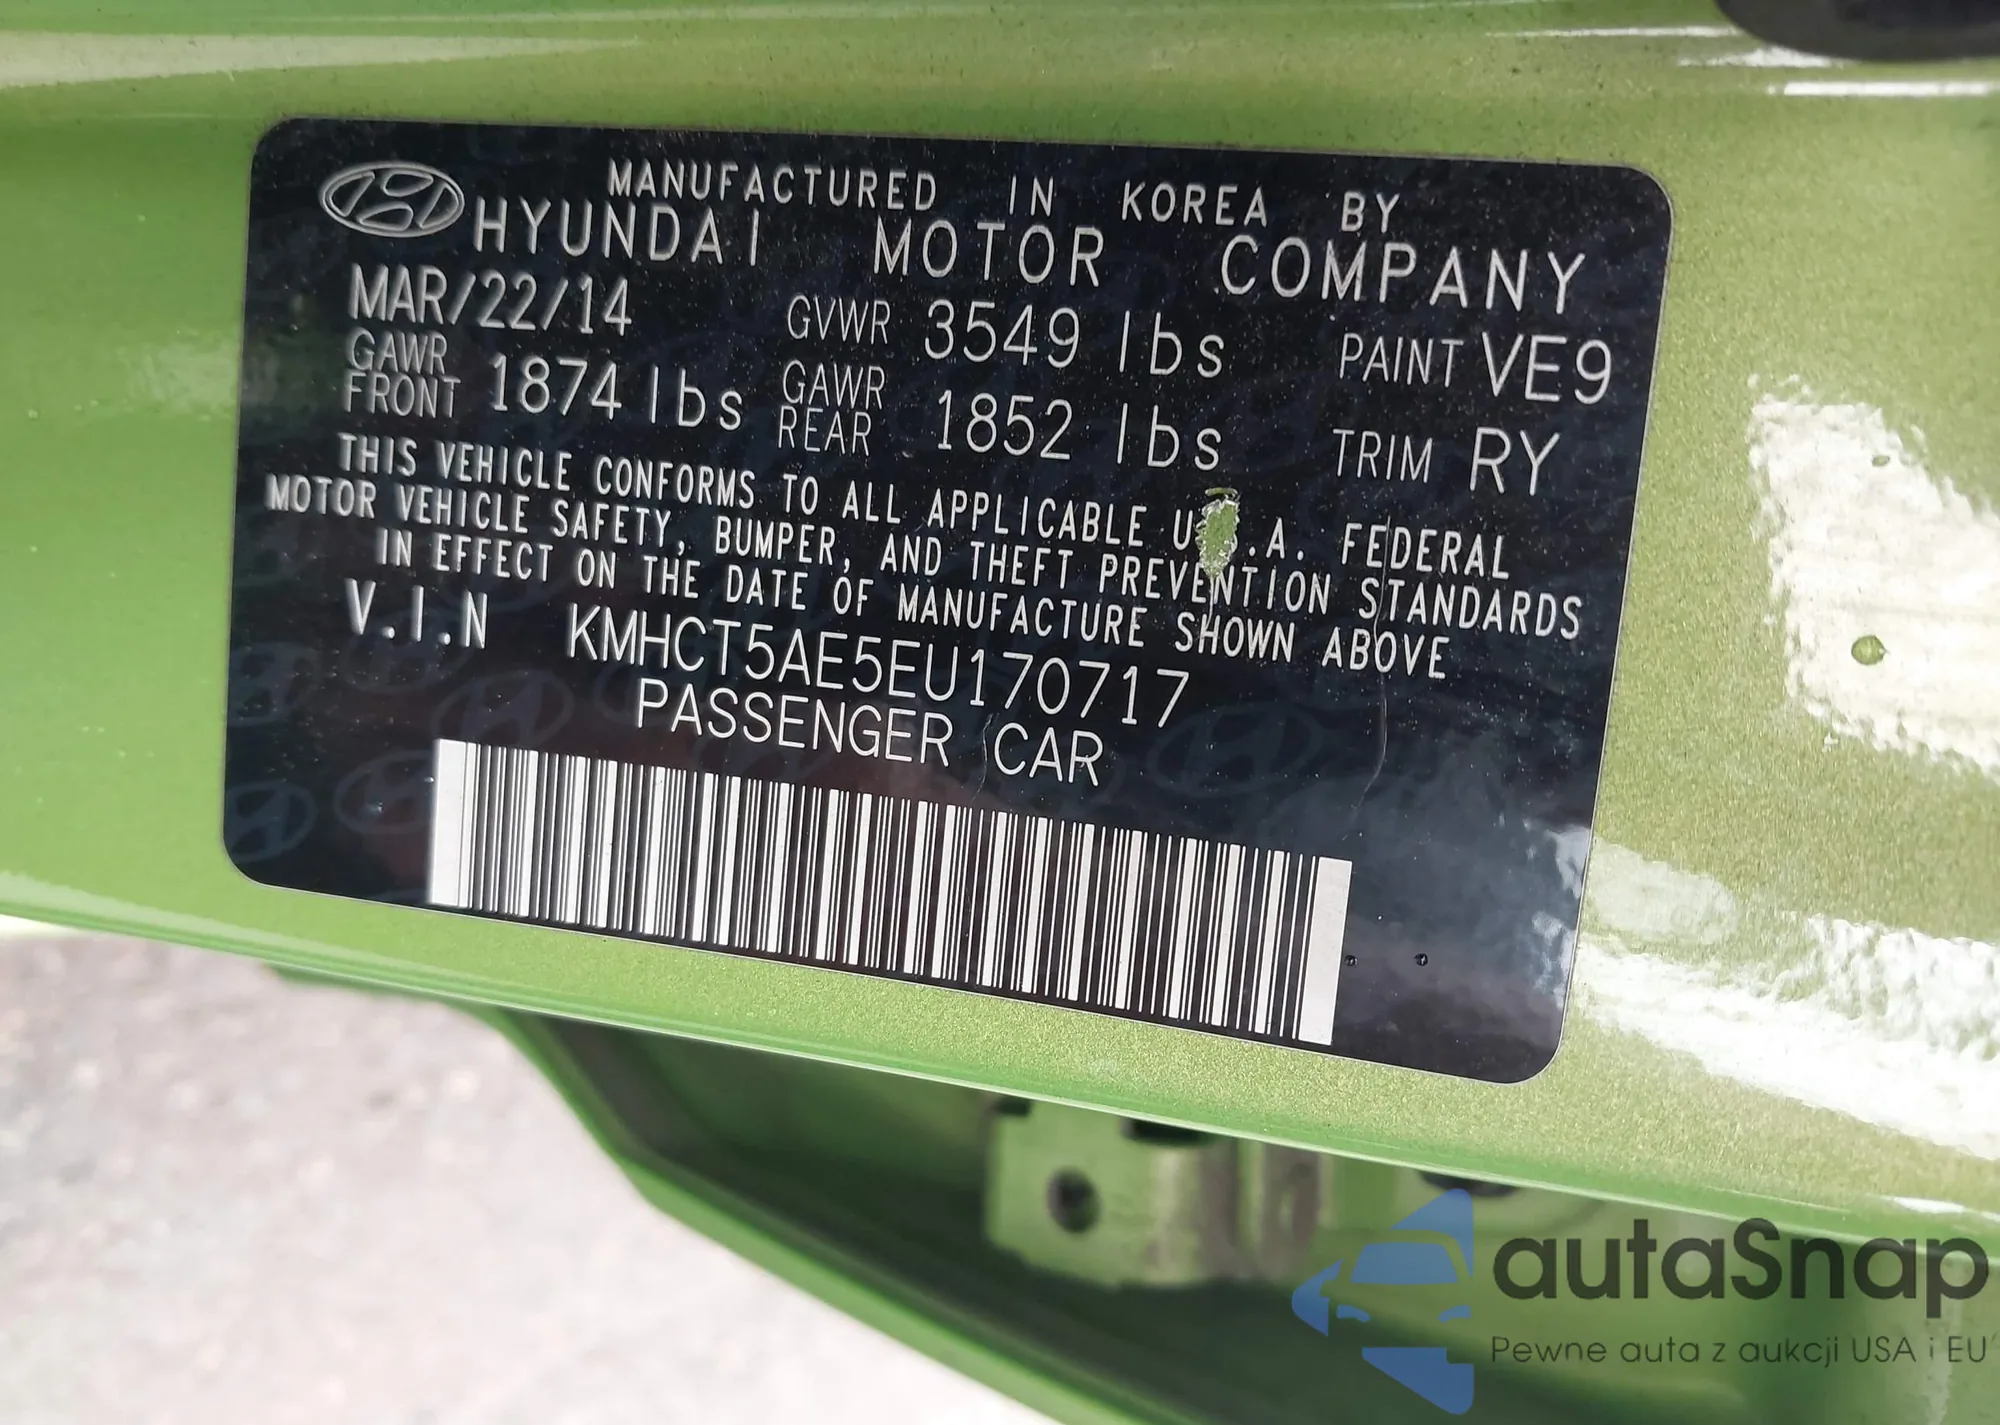 MANUFACTURED IN KOREA BY
HYUNDAI MOTOR COMPANY
MAR/22/14 GVWR 3549 lbs PAINT VE9
GAWR FRONT 1874 lbs GAWR REAR 1852 lbs TRIM RY
THIS VEHICLE CONFORMS TO ALL APPLICABLE U. .A. FEDERAL
MOTOR VEHICLE SAFETY, BUMPER, AND THEFT PREVENTION STANDARDS
IN EFFECT ON THE DATE OF MANUFACTURE SHOWN ABOVE
V.I.N KMHCT5AE5EU170717
PASSENGER CAR
autaSnap
Pewne auta z aukcji USA i EU